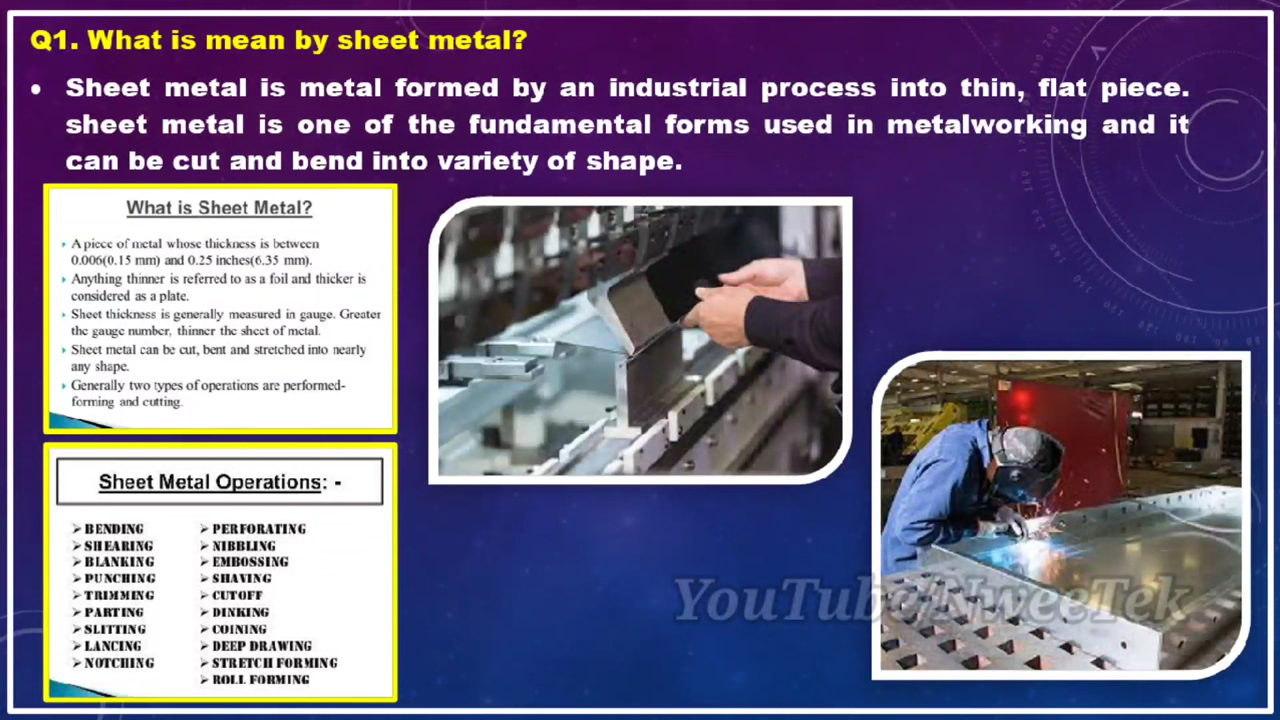 Q1. What is mean by sheet metal?
• Sheet metal is metal formed by an industrial process into thin, flat piece.
sheet metal is one of the fundamental forms used in metalworking and it
can be cut and bend into variety of shape.
What is Sheet Metal?
A piece of metal whose thickness is between
0.006(0.15 mm) and 0.25 inches(6.35 mm).
Anything thinner is referred to as a foil and thicker is
considered as a plate.
Sheet thickness is generally measured in gauge. Greater
the gauge number, thinner the sheet of metal.
Sheet metal can be cut, bent and stretched into nearly
any shape.
Generally two types of operations are performed-
forming and cutting.
Sheet Metal Operations: -
BENDING
SHEARING
BLANKING
PUNCHING
TRIMMING
PARTING
SLITTING
LANCING
NOTCHING
PERFORATING
NIBBLING
EMBOSSING
SHAVING
CUTOFF
DINKING
COINING
DEEP DRAWING
STRETCH FORMING
ROLL FORMING
YouTube/NweeTek